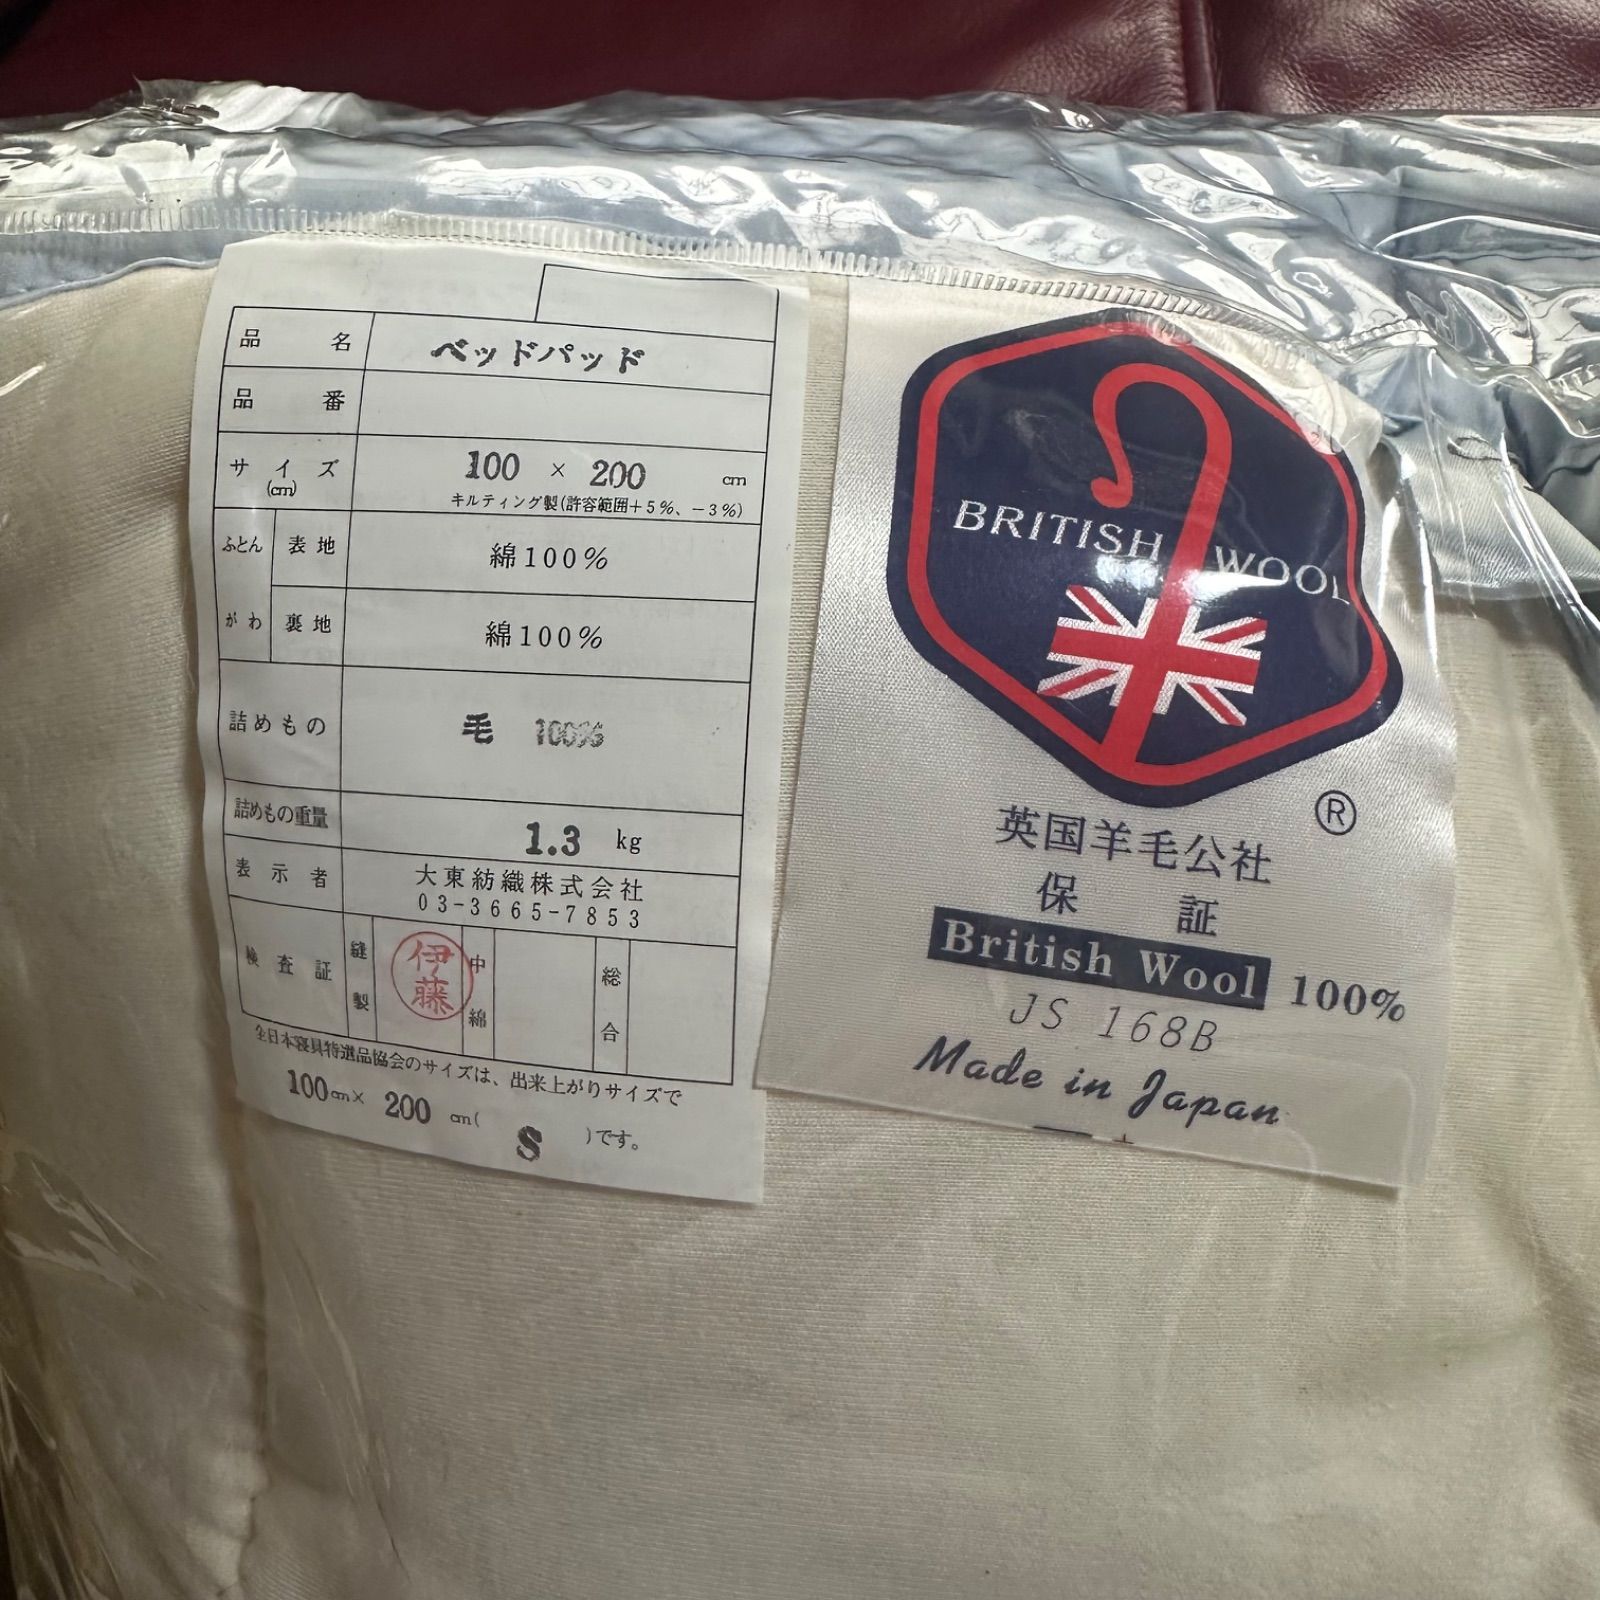 品名 ベッドパッド
品番
サイズ(cm) 100 × 200 cm
キルティング製(許容範囲+5%、-3%)
ふとんがわ 表地 綿100%
裏地 綿100%
詰めもの 毛 100%
詰めもの重量 1.3 kg
表示者 大東紡織株式会社
03-3665-7853
検査証 縫製 伊藤 中綿 総合
全日本寝具特選品協会のサイズは、出来上がりサイズで
100cm× 200cm( S )です。
BRITISH WOOL
®
英国羊毛公社
保証
British Wool 100%
JS 168B
Made in Japan